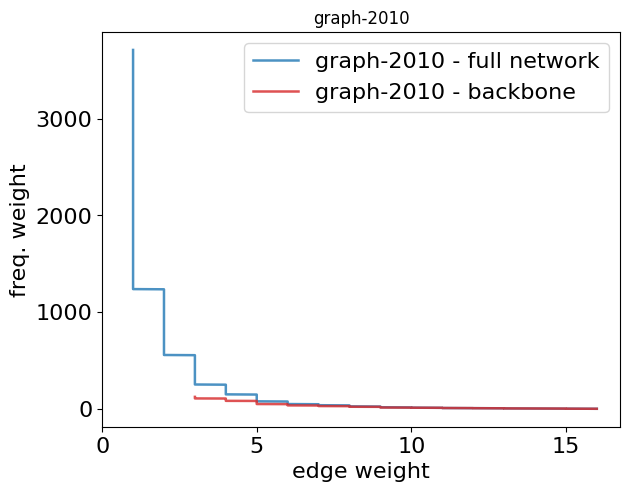 graph-2010
graph-2010 - full network
graph-2010 - backbone
freq. weight
3000
2000
1000
0
0 5 10 15
edge weight